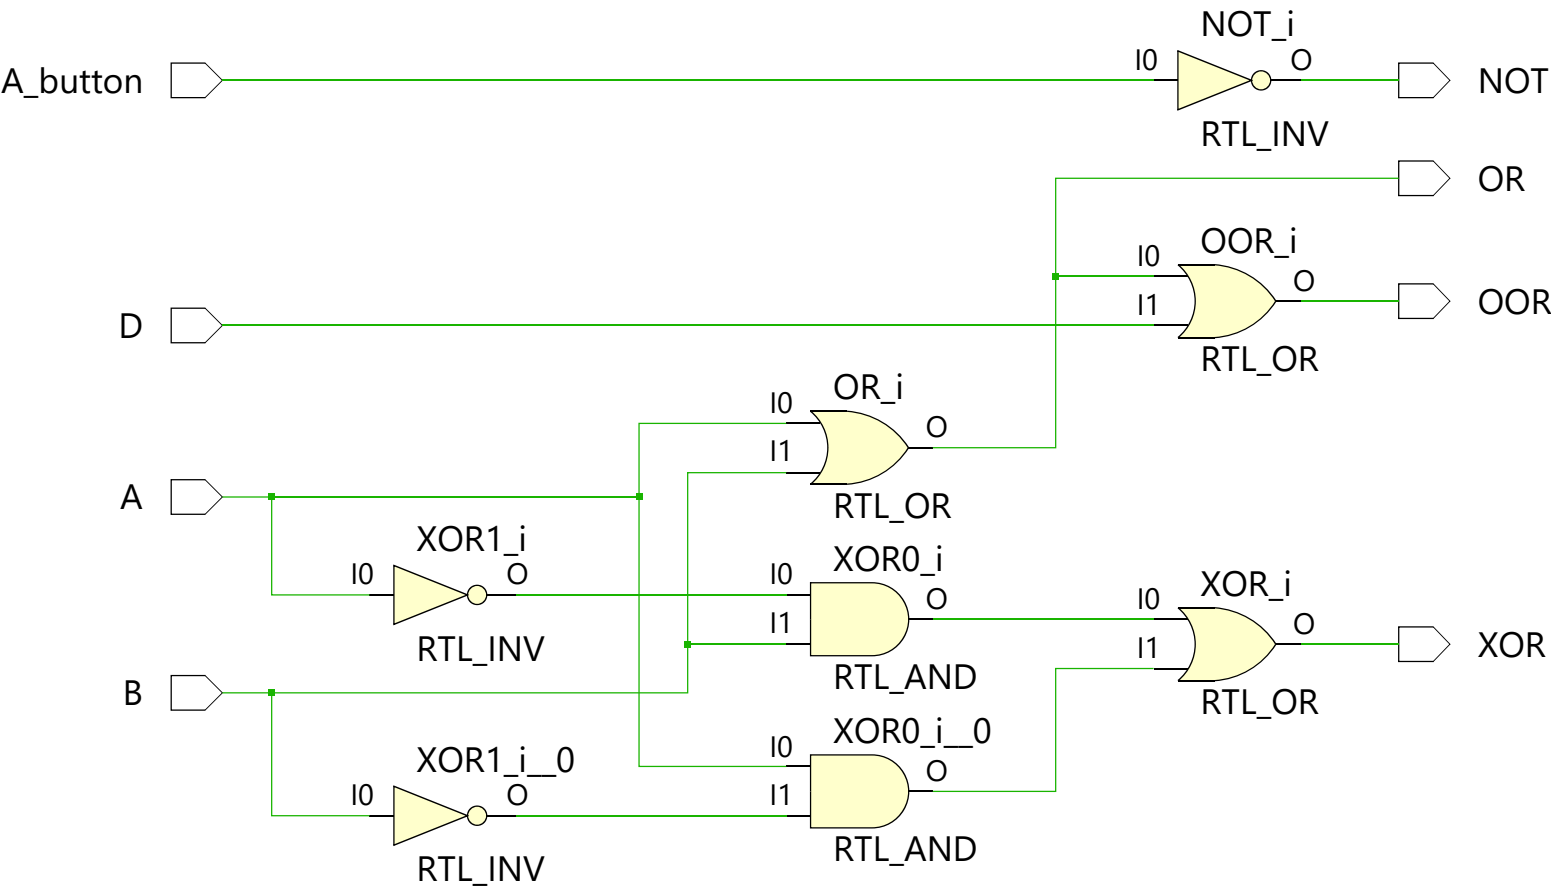 NOT_i
I0
O
A_button
NOT
RTL_INV
OR
OOR_i
I0
O
I1
OOR
D
RTL_OR
OR_i
I0
O
I1
A
RTL_OR
XOR1_i
I0
O
RTL_INV
XOR0_i
I0
O
I1
RTL_AND
XOR_i
I0
O
I1
XOR
RTL_OR
B
XOR0_i__0
I0
O
I1
RTL_AND
XOR1_i__0
I0
O
RTL_INV